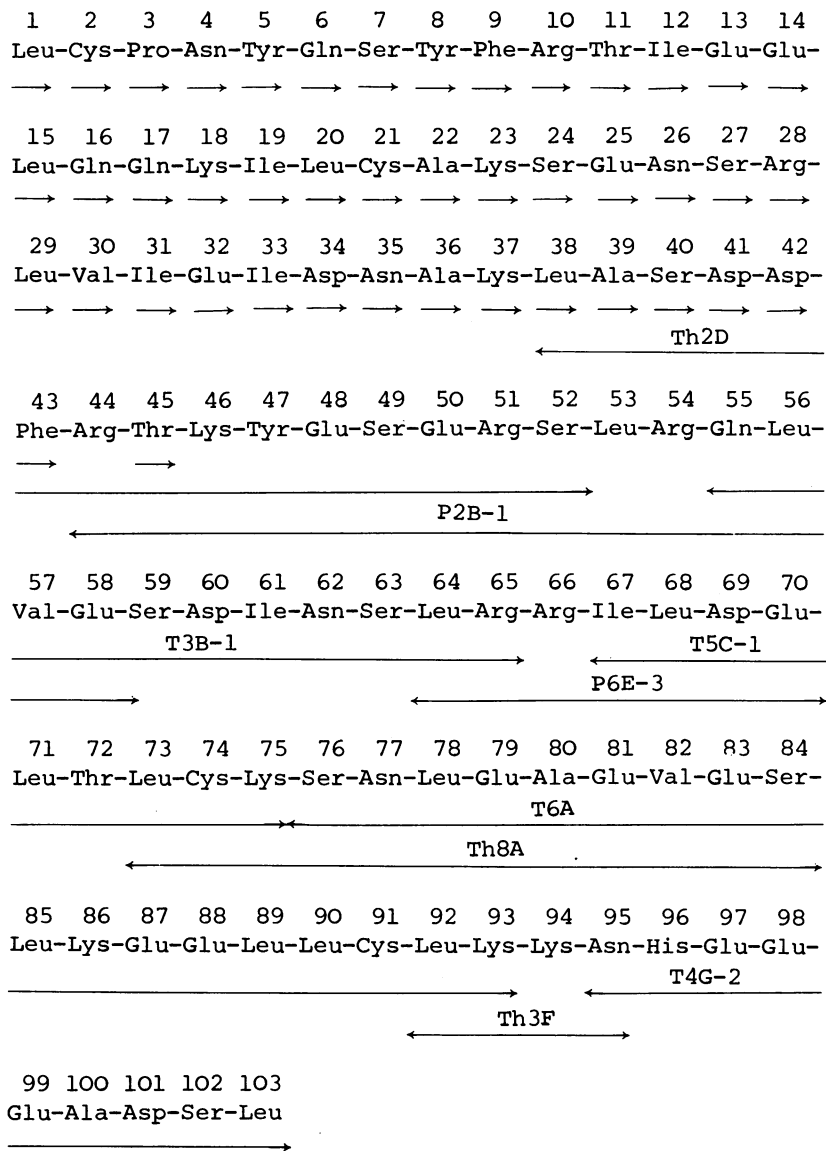 1 2 3 4 5 6 7 8 9 10 11 12 13 14
Leu-Cys-Pro-Asn-Tyr-Gln-Ser-Tyr-Phe-Arg-Thr-Ile-Glu-Glu-
15 16 17 18 19 20 21 22 23 24 25 26 27 28
Leu-Gln-Gln-Lys-Ile-Leu-Cys-Ala-Lys-Ser-Glu-Asn-Ser-Arg-
29 30 31 32 33 34 35 36 37 38 39 40 41 42
Leu-Val-Ile-Glu-Ile-Asp-Asn-Ala-Lys-Leu-Ala-Ser-Asp-Asp-
Th2D
43 44 45 46 47 48 49 50 51 52 53 54 55 56
Phe-Arg-Thr-Lys-Tyr-Glu-Ser-Glu-Arg-Ser-Leu-Arg-Gln-Leu-
P2B-1
57 58 59 60 61 62 63 64 65 66 67 68 69 70
Val-Glu-Ser-Asp-Ile-Asn-Ser-Leu-Arg-Arg-Ile-Leu-Asp-Glu-
T3B-1 T5C-1
P6E-3
71 72 73 74 75 76 77 78 79 80 81 82 83 84
Leu-Thr-Leu-Cys-Lys-Ser-Asn-Leu-Glu-Ala-Glu-Val-Glu-Ser-
T6A
Th8A
85 86 87 88 89 90 91 92 93 94 95 96 97 98
Leu-Lys-Glu-Glu-Leu-Leu-Cys-Leu-Lys-Lys-Asn-His-Glu-Glu-
T4G-2
Th3F
99 100 101 102 103
Glu-Ala-Asp-Ser-Leu